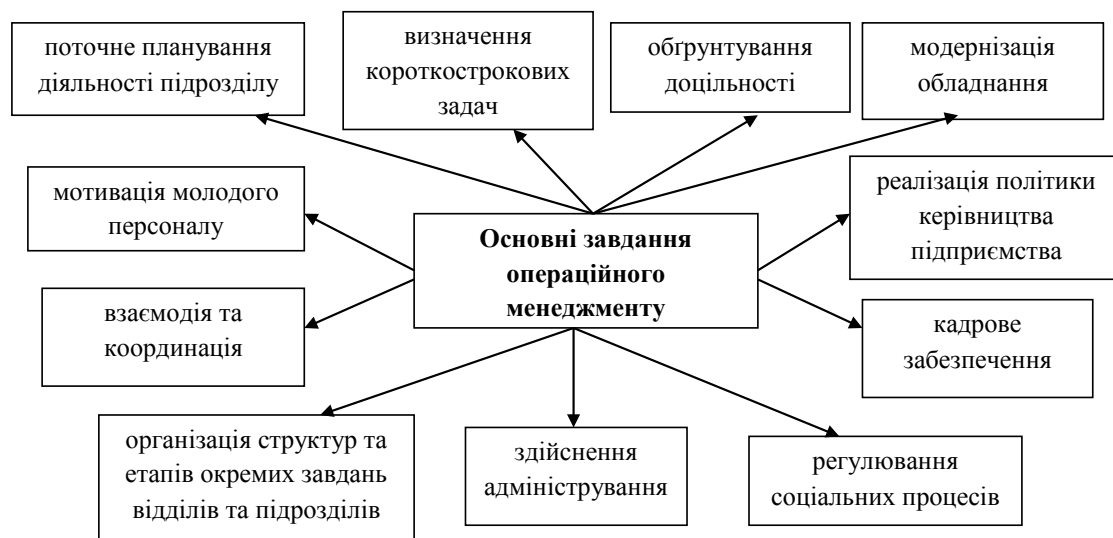 поточне планування
діяльності підрозділу
визначення
короткострокових
задач
обґрунтування
доцільності
модернізація
обладнання
мотивація молодого
персоналу
Основні завдання
операційного
менеджменту
реалізація політики
керівництва
підприємства
взаємодія та
координація
кадрове
забезпечення
організація структур та
етапів окремих завдань
відділів та підрозділів
здійснення
адміністрування
регулювання
соціальних процесів